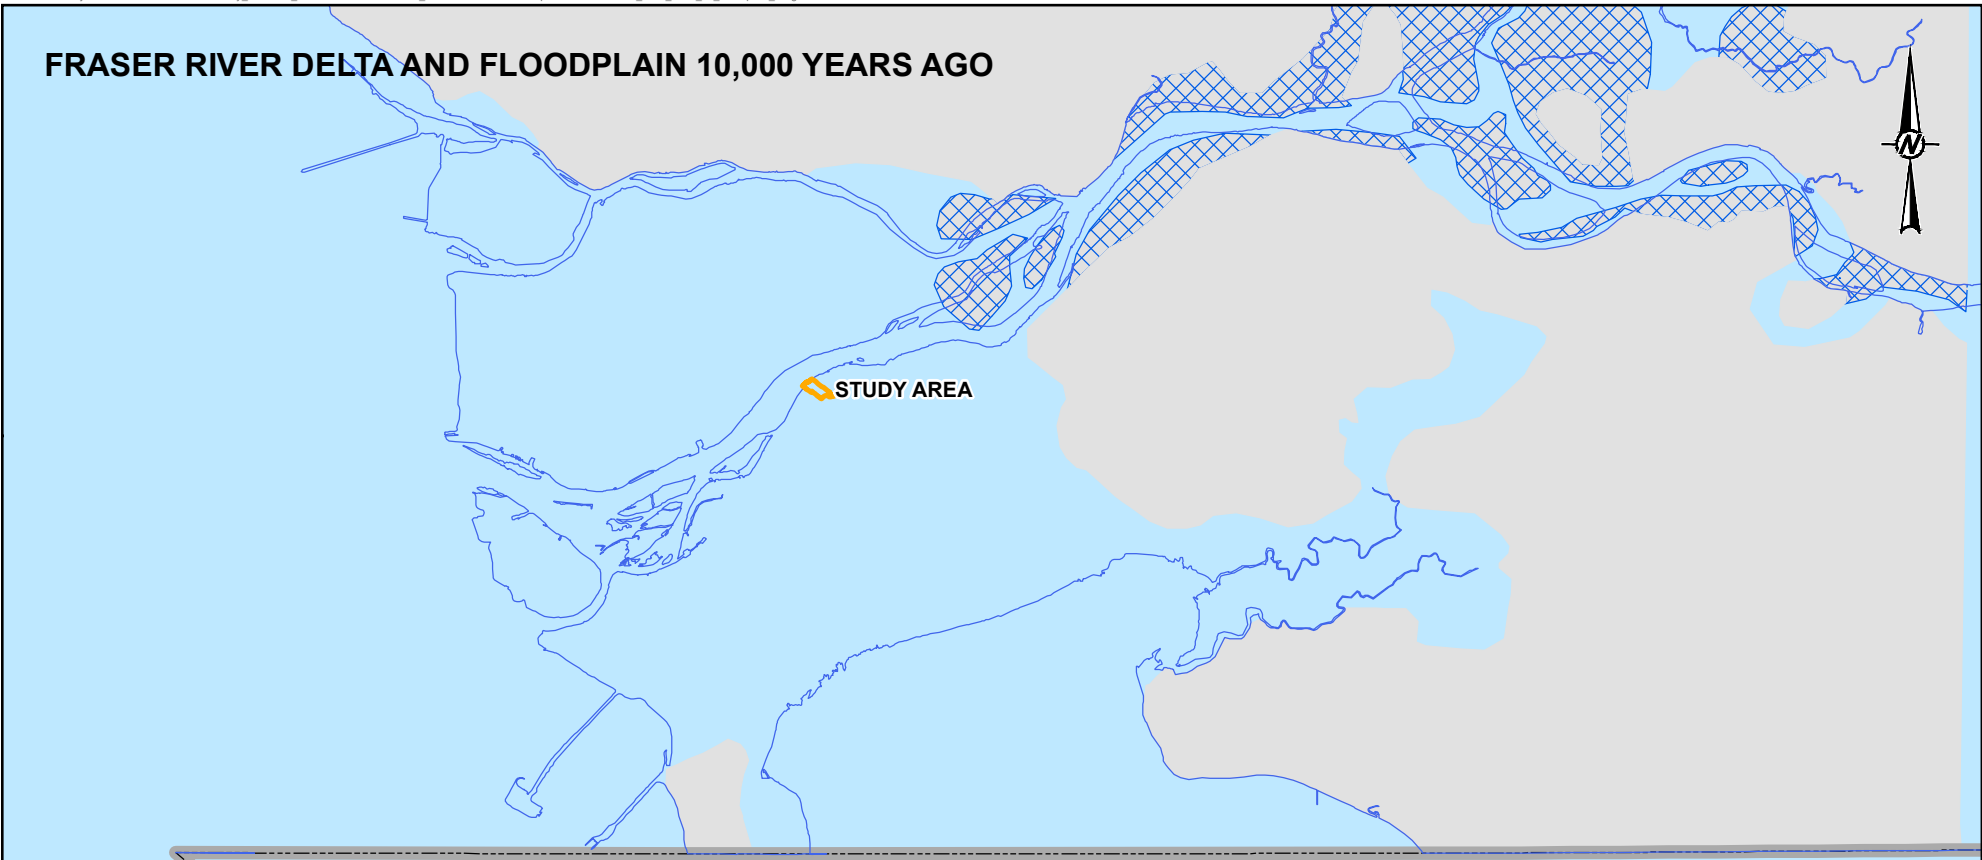 FRASER RIVER DELTA AND FLOODPLAIN 10,000 YEARS AGO
N
STUDY AREA